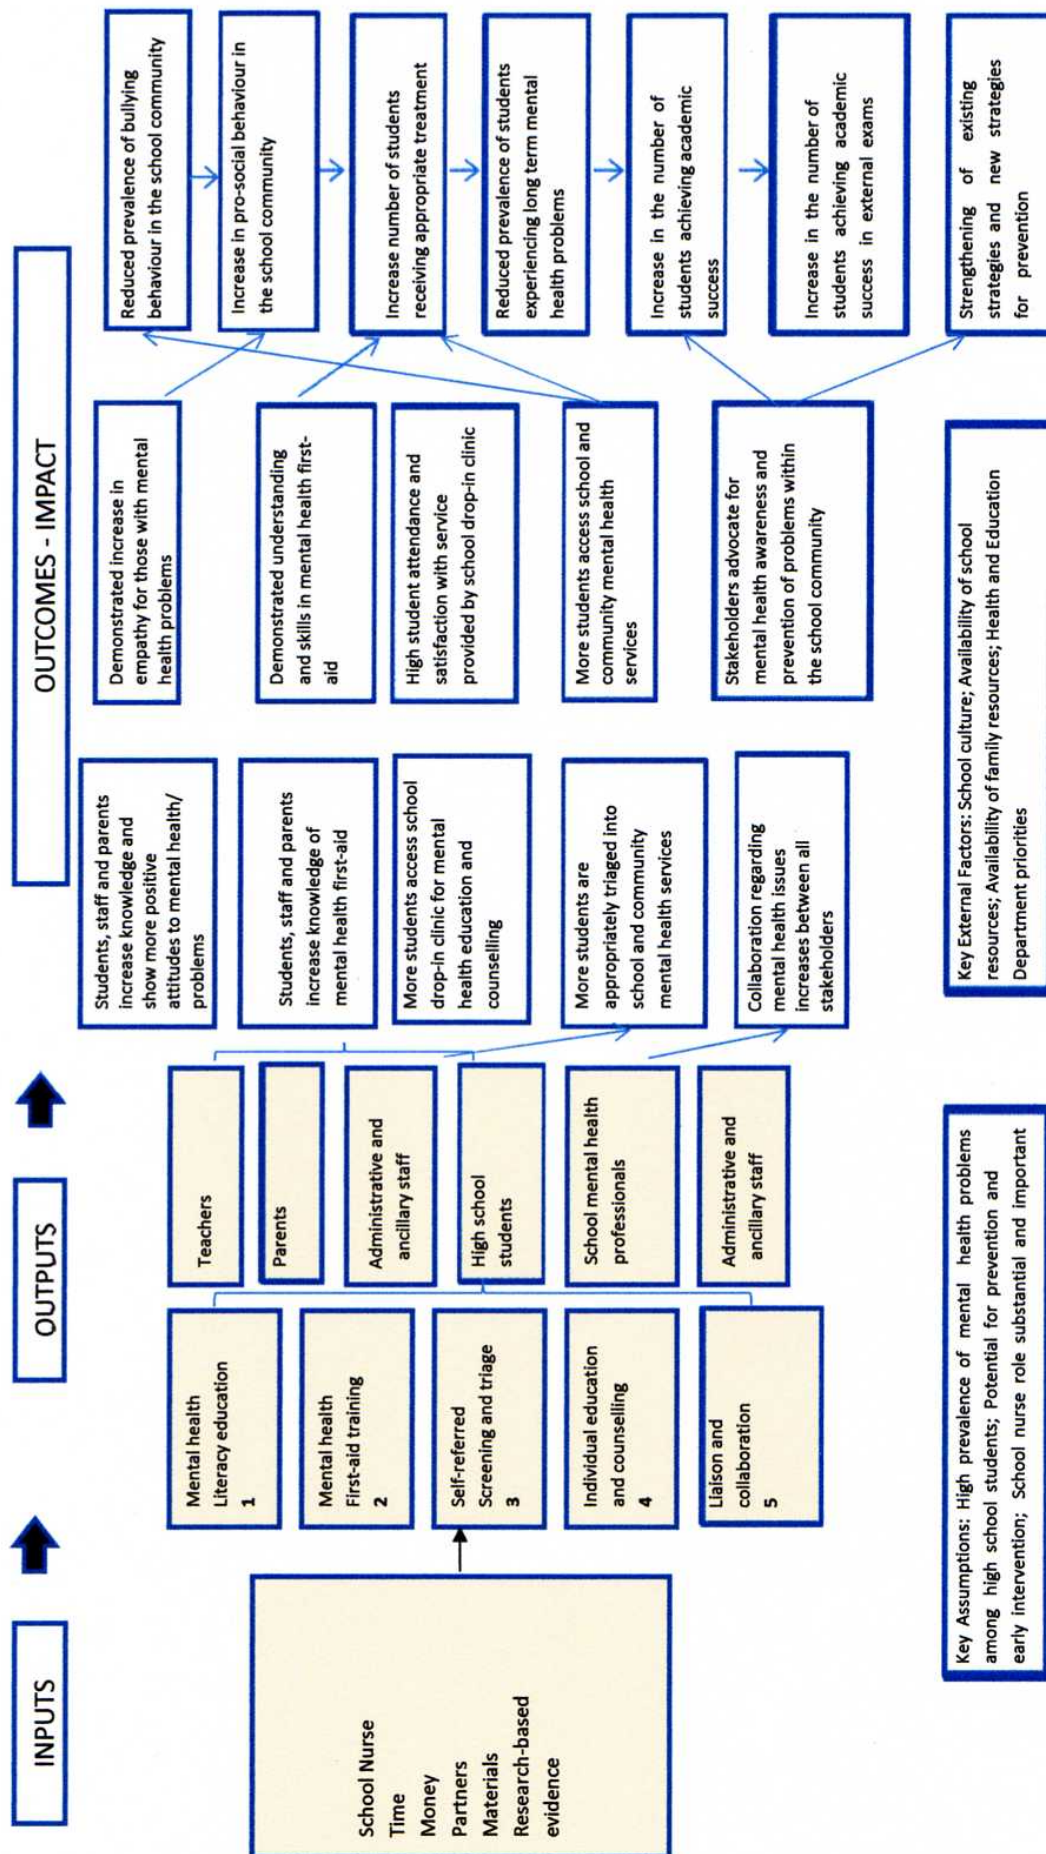 INPUTS
OUTPUTS
OUTCOMES - IMPACT
School Nurse
Time
Money
Partners
Materials
Research-based
evidence
Mental health
Literacy education
1
Mental health
First-aid training
2
Self-referred
Screening and triage
3
Individual education
and counselling
4
Liaison and
collaboration
5
Teachers
Parents
Administrative and
ancillary staff
High school
students
School mental health
professionals
Administrative and
ancillary staff
Students, staff and parents
increase knowledge and
show more positive
attitudes to mental health/
problems
Students, staff and parents
increase knowledge of
mental health first-aid
More students access school
drop-in clinic for mental
health education and
counselling
More students are
appropriately triaged into
school and community
mental health services
Collaboration regarding
mental health issues
increases between all
stakeholders
Demonstrated increase in
empathy for those with mental
health problems
Demonstrated understanding
and skills in mental health first-
aid
High student attendance and
satisfaction with service
provided by school drop-in clinic
More students access school and
community mental health
services
Stakeholders advocate for
mental health awareness and
prevention of problems within
the school community
Reduced prevalence of bullying
behaviour in the school community
Increase in pro-social behaviour in
the school community
Increase number of students
receiving appropriate treatment
Reduced prevalence of students
experiencing long term mental
health problems
Increase in the number of
students achieving academic
success
Increase in the number of
students achieving academic
success in external exams
Strengthening of existing
strategies and new strategies
for prevention
Key Assumptions: High prevalence of mental health problems
among high school students; Potential for prevention and
early intervention; School nurse role substantial and important
Key External Factors: School culture; Availability of school
resources; Availability of family resources; Health and Education
Department priorities